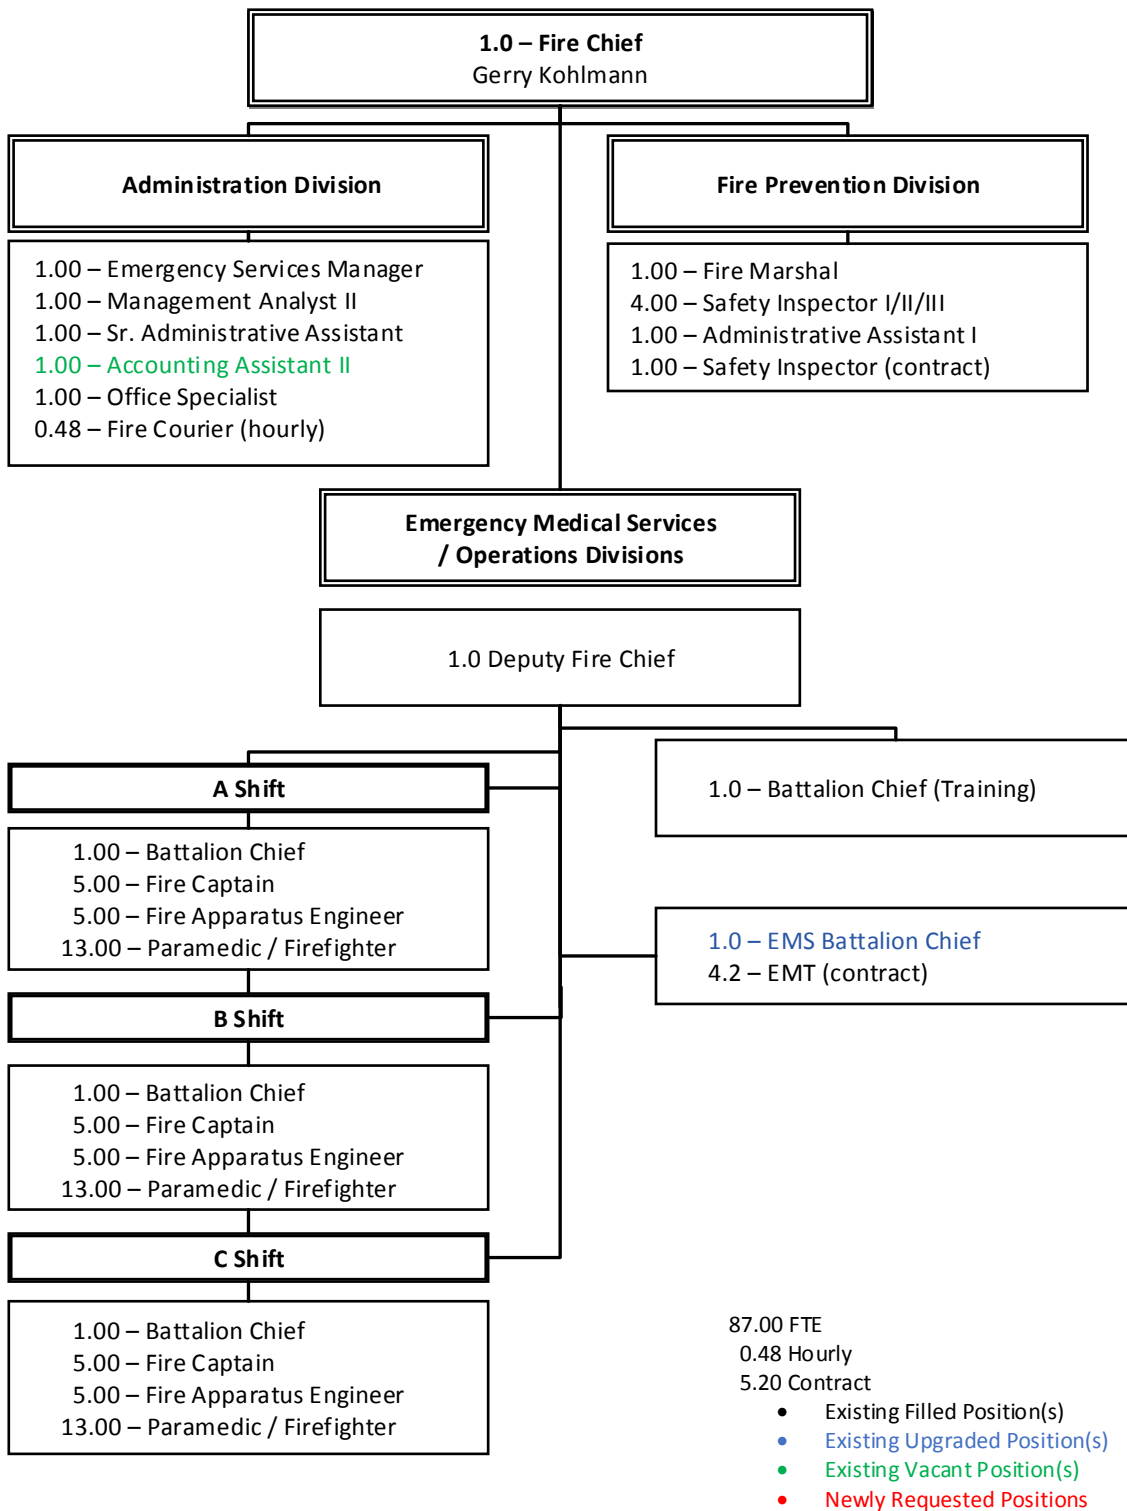 1.0 – Fire Chief
Gerry Kohlmann
Administration Division
1.00 – Emergency Services Manager
1.00 – Management Analyst II
1.00 – Sr. Administrative Assistant
1.00 – Accounting Assistant II
1.00 – Office Specialist
0.48 – Fire Courier (hourly)
Fire Prevention Division
1.00 – Fire Marshal
4.00 – Safety Inspector I/II/III
1.00 – Administrative Assistant I
1.00 – Safety Inspector (contract)
Emergency Medical Services
/ Operations Divisions
1.0 Deputy Fire Chief
A Shift
1.00 – Battalion Chief
5.00 – Fire Captain
5.00 – Fire Apparatus Engineer
13.00 – Paramedic / Firefighter
1.0 – Battalion Chief (Training)
1.0 – EMS Battalion Chief
4.2 – EMT (contract)
B Shift
1.00 – Battalion Chief
5.00 – Fire Captain
5.00 – Fire Apparatus Engineer
13.00 – Paramedic / Firefighter
C Shift
1.00 – Battalion Chief
5.00 – Fire Captain
5.00 – Fire Apparatus Engineer
13.00 – Paramedic / Firefighter
87.00 FTE
0.48 Hourly
5.20 Contract
• Existing Filled Position(s)
• Existing Upgraded Position(s)
• Existing Vacant Position(s)
• Newly Requested Positions